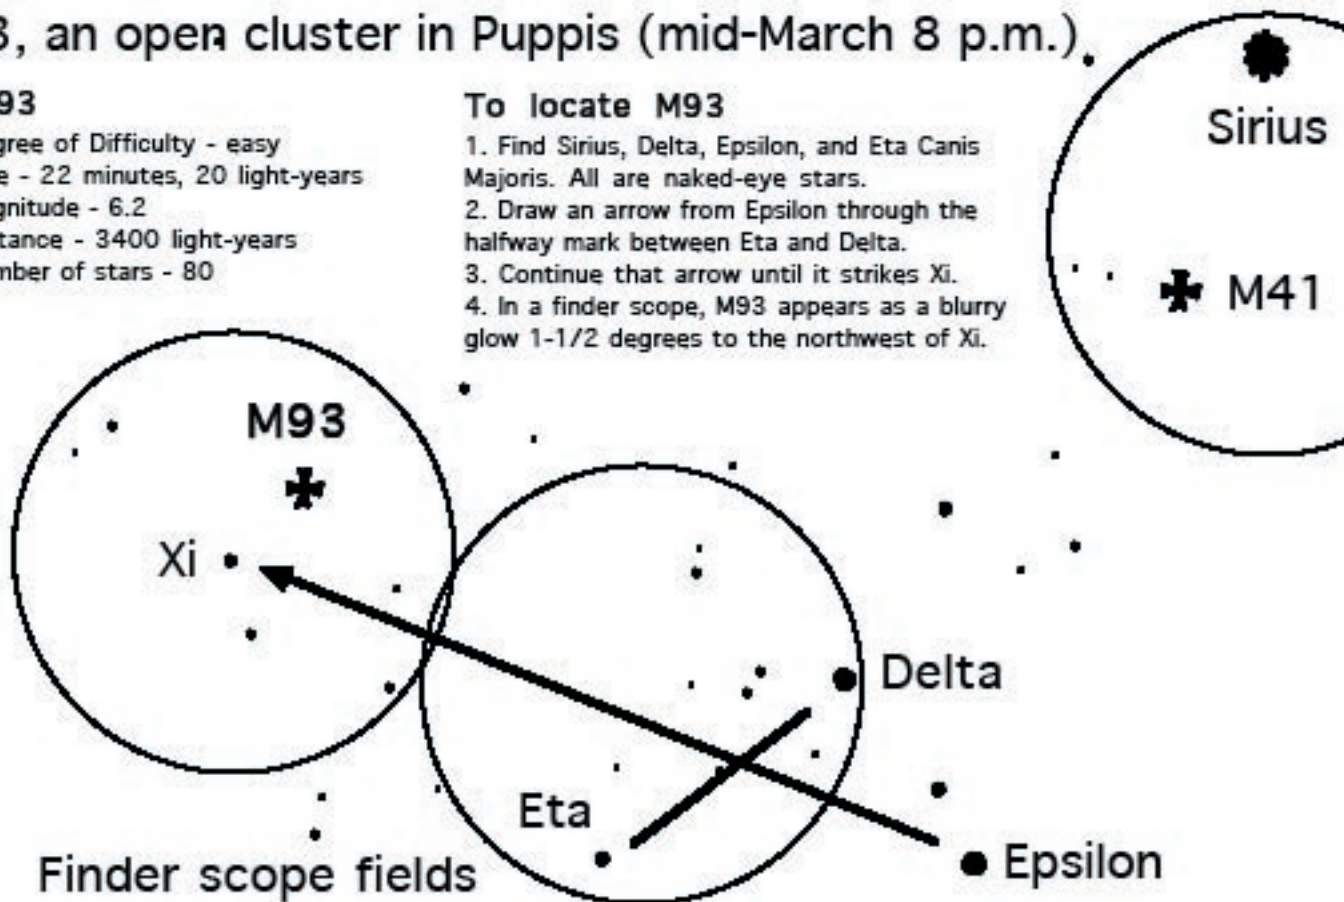 3, an open cluster in Puppis (mid-March 8 p.m.)
93
gree of Difficulty - easy
e - 22 minutes, 20 light-years
gnitude - 6.2
tance - 3400 light-years
mber of stars - 80
To locate M93
1. Find Sirius, Delta, Epsilon, and Eta Canis
Majoris. All are naked-eye stars.
2. Draw an arrow from Epsilon through the
halfway mark between Eta and Delta.
3. Continue that arrow until it strikes Xi.
4. In a finder scope, M93 appears as a blurry
glow 1-1/2 degrees to the northwest of Xi.
Sirius
M41
M93
Xi
Delta
Eta
Epsilon
Finder scope fields